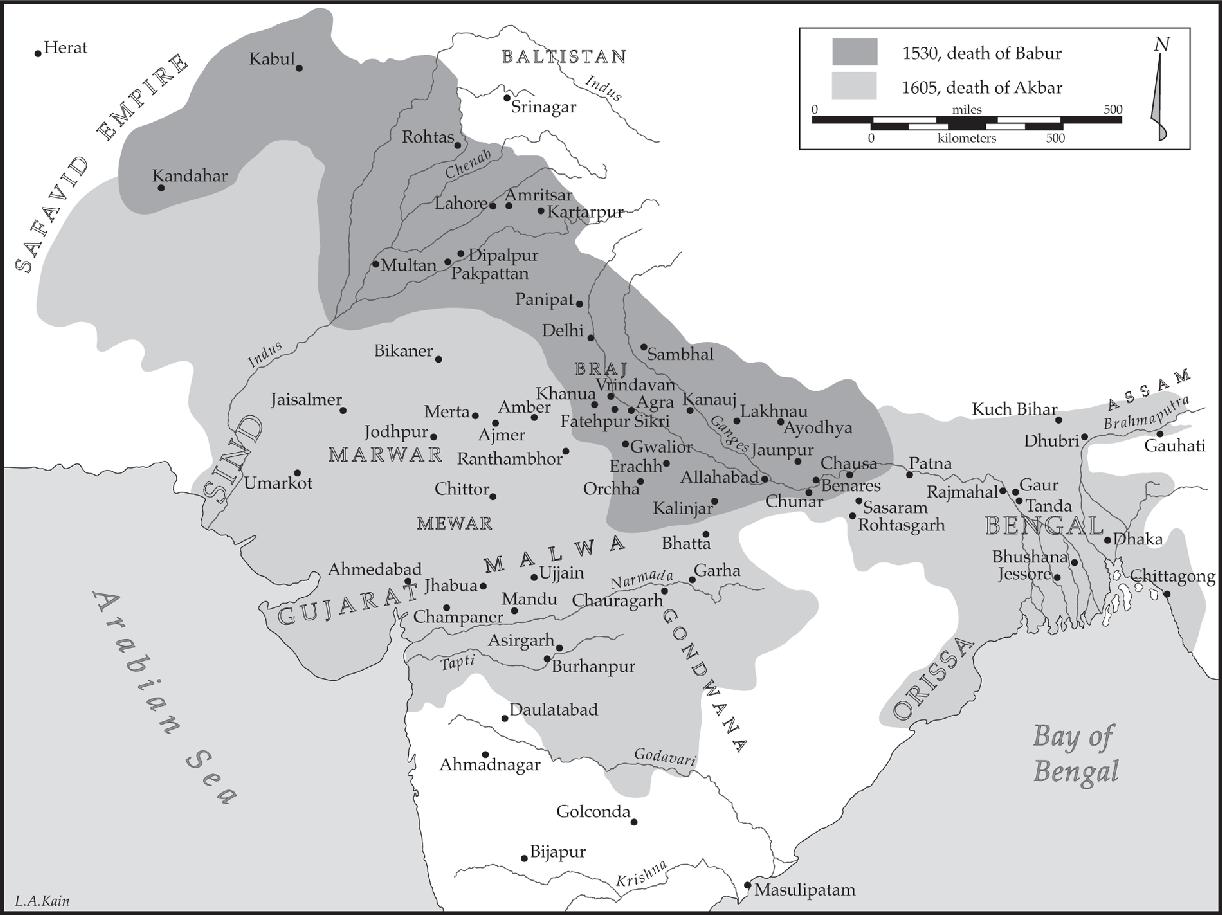 Herat
Kabul
BALTISTAN
Indus
Srinagar
1530, death of Babur
1605, death of Akbar
0 miles 500
0 kilometers 500
N
SAFAVID EMPIRE
Rohtas
Chenab
Kandahar
Lahore
Amritsar
Kartarpur
Multan
Dipalpur
Pakpattan
Panipat
Delhi
Indus
Bikaner
Sambhal
BRAJ
Vrindavan
Khanua
Agra
Kanauj
Fatehpur Sikri
Lakhnau
Ayodhya
Ganges
Jaisalmer
Merta
Amber
Ajmer
Jodhpur
MARWAR
Ranthambhor
Gwalior
Erachh
Orchha
Jaunpur
Allahabad
Chausa
Benares
Chunar
Patna
Kuch Bihar
ASSAM
Brahmaputra
Dhubri
Gauhati
SIND
Umarkot
Chittor
MEWAR
Kalinjar
Sasaram
Rohtasgarh
Rajmahal
Gaur
Tanda
BENGAL
Dhaka
Bhatta
MALWA
Bhushana
Jessore
Chittagong
Ahmedabad
Jhabua
Ujjain
Narmada
Garha
GUJARAT
Champaner
Mandu
Chauragarh
GONDWANA
Asirgarh
Tapti
Burhanpur
ORISSA
Arabian Sea
Daulatabad
Bay of
Bengal
Ahmadnagar
Godavari
Golconda
Bijapur
Krishna
Masulipatam
L.A.Kain